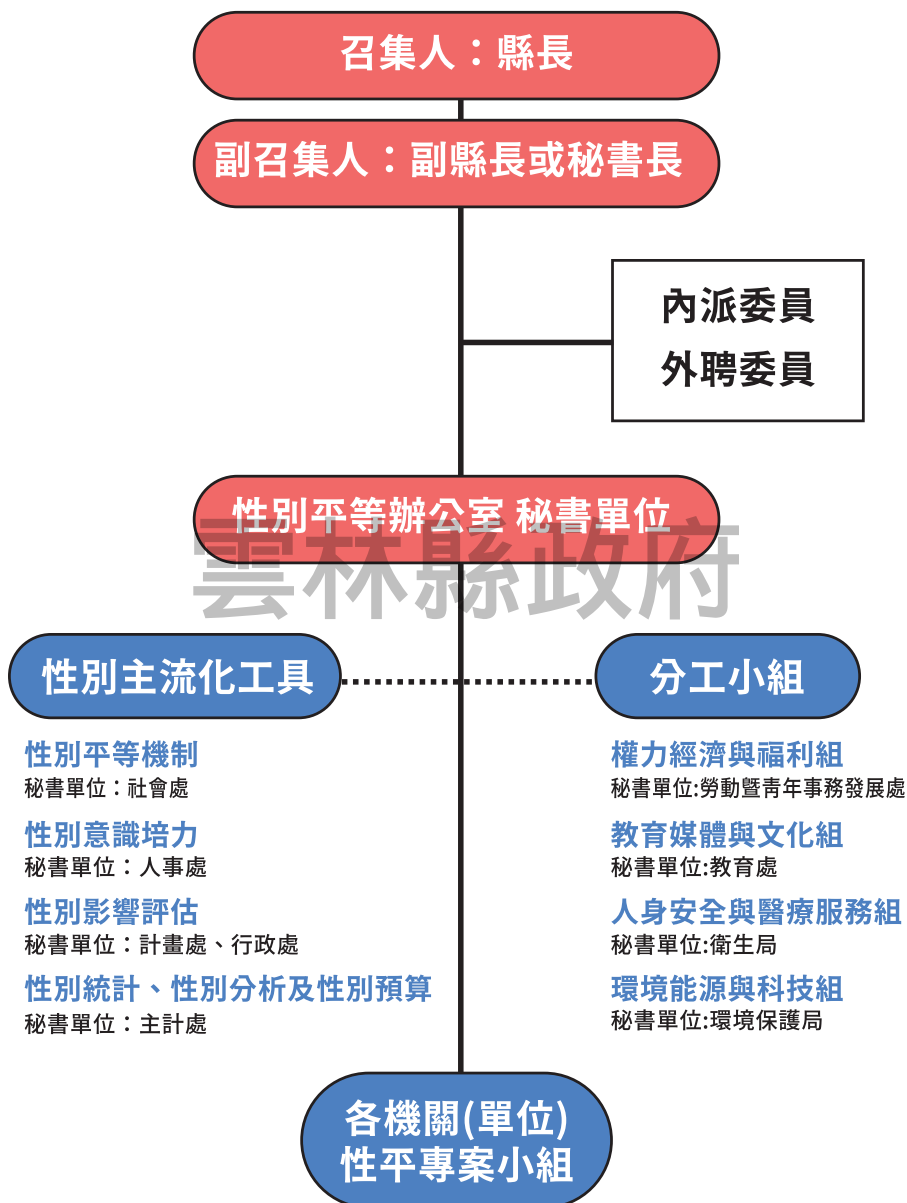 召集人：縣長
副召集人：副縣長或秘書長
內派委員
外聘委員
性別平等辦公室 秘書單位
雲林縣政府
性別主流化工具
性別平等機制
秘書單位：社會處
性別意識培力
秘書單位：人事處
性別影響評估
秘書單位：計畫處、行政處
性別統計、性別分析及性別預算
秘書單位：主計處
分工小組
權力經濟與福利組
秘書單位:勞動暨青年事務發展處
教育媒體與文化組
秘書單位:教育處
人身安全與醫療服務組
秘書單位:衛生局
環境能源與科技組
秘書單位:環境保護局
各機關(單位)
性平專案小組